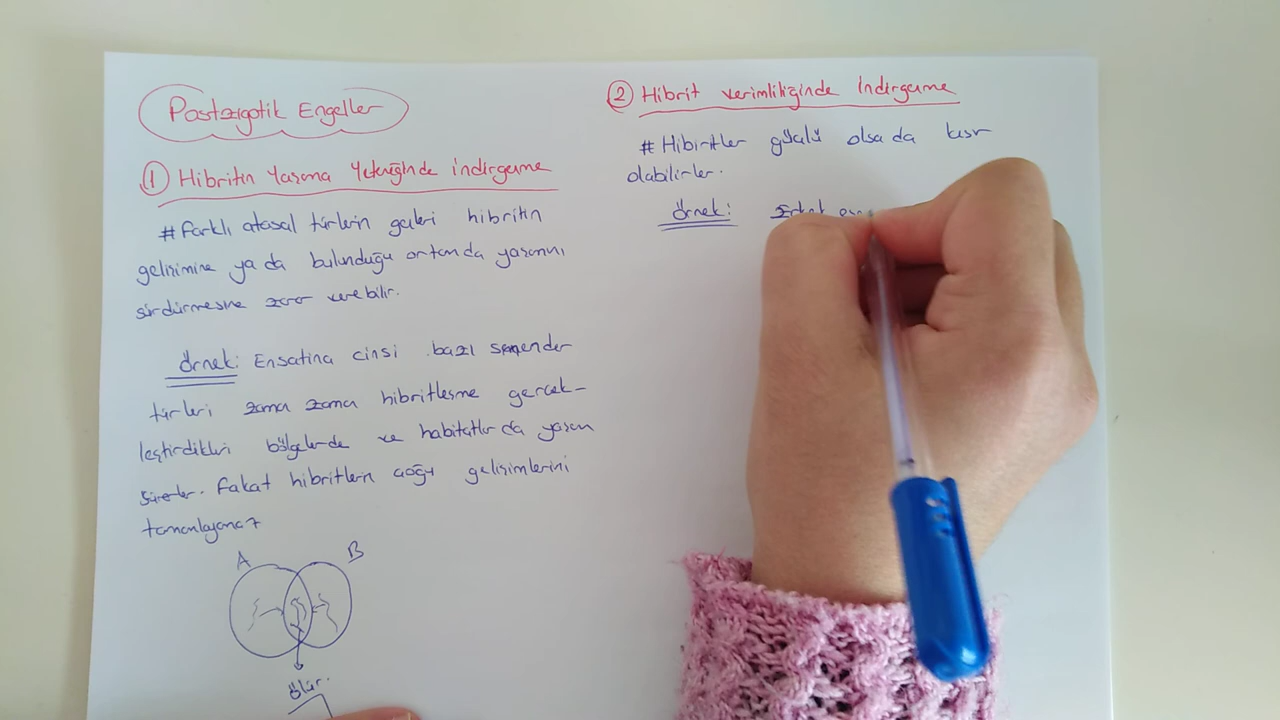 Postzigotik Engeller
① Hibritin Yaşama Yeteneğinde İndirgeme
# Farklı atasal türlerin genleri hibritin
gelişimine ya da bulunduğu ortamda yaşamını
sürdürmesine zarar verebilir.
Örnek: Ensatina cinsi bazı semender
türleri zaman zaman hibritleşme gerçek-
leştirdikleri bölgelerde ve habitatlarda yaşam
sürerler. Fakat hibritlerin çoğu gelişimlerini
tamamlayamaz
A
B
ölür.
② Hibrit verimliliğinde İndirgeme
# Hibiritler güçlü olsa da kısır
olabilirler.
Örnek: